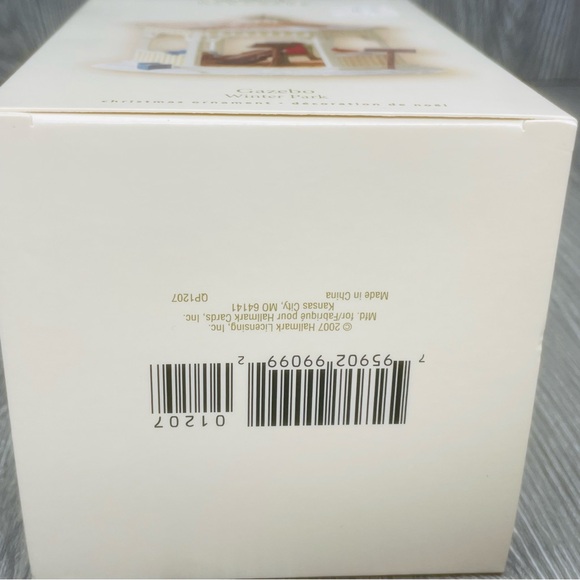 Gazebo
Winter Park
christmas ornament • décoration de noël
7 95902 99099 2
01207
© 2007 Hallmark Licensing, Inc.
Mfd. for/Fabriqué pour Hallmark Cards, Inc.
Kansas City, MO 64141
Made in China QP1207